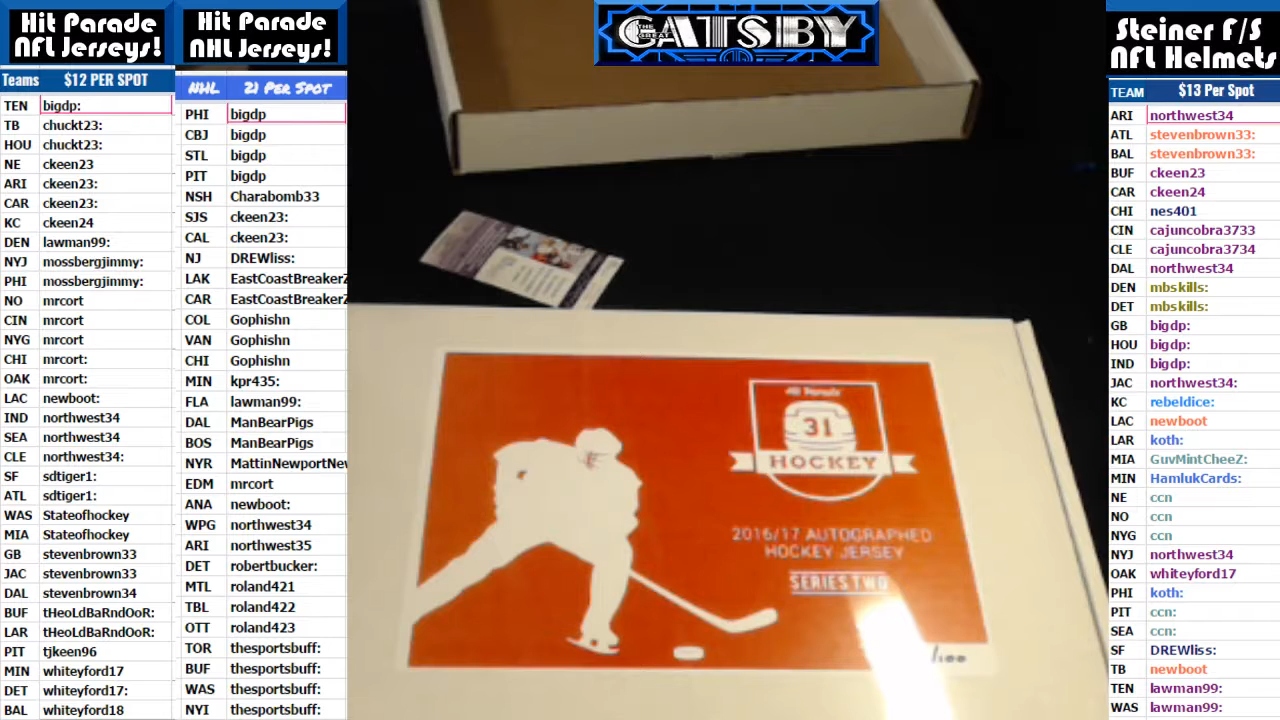 Hit Parade
NFL Jerseys!
Teams $12 PER SPOT
TEN bigdp:
TB chuckt23:
HOU chuckt23:
NE ckeen23
ARI ckeen23:
CAR ckeen23:
KC ckeen24
DEN lawman99:
NYJ mossbergjimmy:
PHI mossbergjimmy:
NO mrcort
CIN mrcort
NYG mrcort
CHI mrcort:
OAK mrcort:
LAC newboot:
IND northwest34
SEA northwest34
CLE northwest34:
SF sdtiger1:
ATL sdtiger1:
WAS Stateofhockey
MIA Stateofhockey
GB stevenbrown33
JAC stevenbrown33
DAL stevenbrown34
BUF tHeoLdBaRndOoR:
LAR tHeoLdBaRndOoR:
PIT tjkeen96
MIN whiteyford17
DET whiteyford17:
BAL whiteyford18
Hit Parade
NHL Jerseys!
NHL 21 Per Spot
PHI bigdp
CBJ bigdp
STL bigdp
PIT bigdp
NSH Charabomb33
SJS ckeen23:
CAL ckeen23:
NJ DREWliss:
LAK EastCoastBreakerZ
CAR EastCoastBreakerZ
COL Gophishn
VAN Gophishn
CHI Gophishn
MIN kpr435:
FLA lawman99:
DAL ManBearPigs
BOS ManBearPigs
NYR MattinNewportNew
EDM mrcort
ANA newboot:
WPG northwest34
ARI northwest35
DET robertbucker:
MTL roland421
TBL roland422
OTT roland423
TOR thesportsbuff:
BUF thesportsbuff:
WAS thesportsbuff:
NYI thesportsbuff:
THE GREAT
GATSBY
Hit Parade
31
HOCKEY
2016/17 AUTOGRAPHED
HOCKEY JERSEY
SERIES TWO
/100
Steiner F/S
NFL Helmets
TEAM $13 Per Spot
ARI northwest34
ATL stevenbrown33:
BAL stevenbrown33:
BUF ckeen23
CAR ckeen24
CHI nes401
CIN cajuncobra3733
CLE cajuncobra3734
DAL northwest34
DEN mbskills:
DET mbskills:
GB bigdp:
HOU bigdp:
IND bigdp:
JAC northwest34:
KC rebeldice:
LAC newboot
LAR koth:
MIA GuvMintCheeZ:
MIN HamlukCards:
NE ccn
NO ccn
NYG ccn
NYJ northwest34
OAK whiteyford17
PHI koth:
PIT ccn:
SEA ccn:
SF DREWliss:
TB newboot
TEN lawman99:
WAS lawman99: